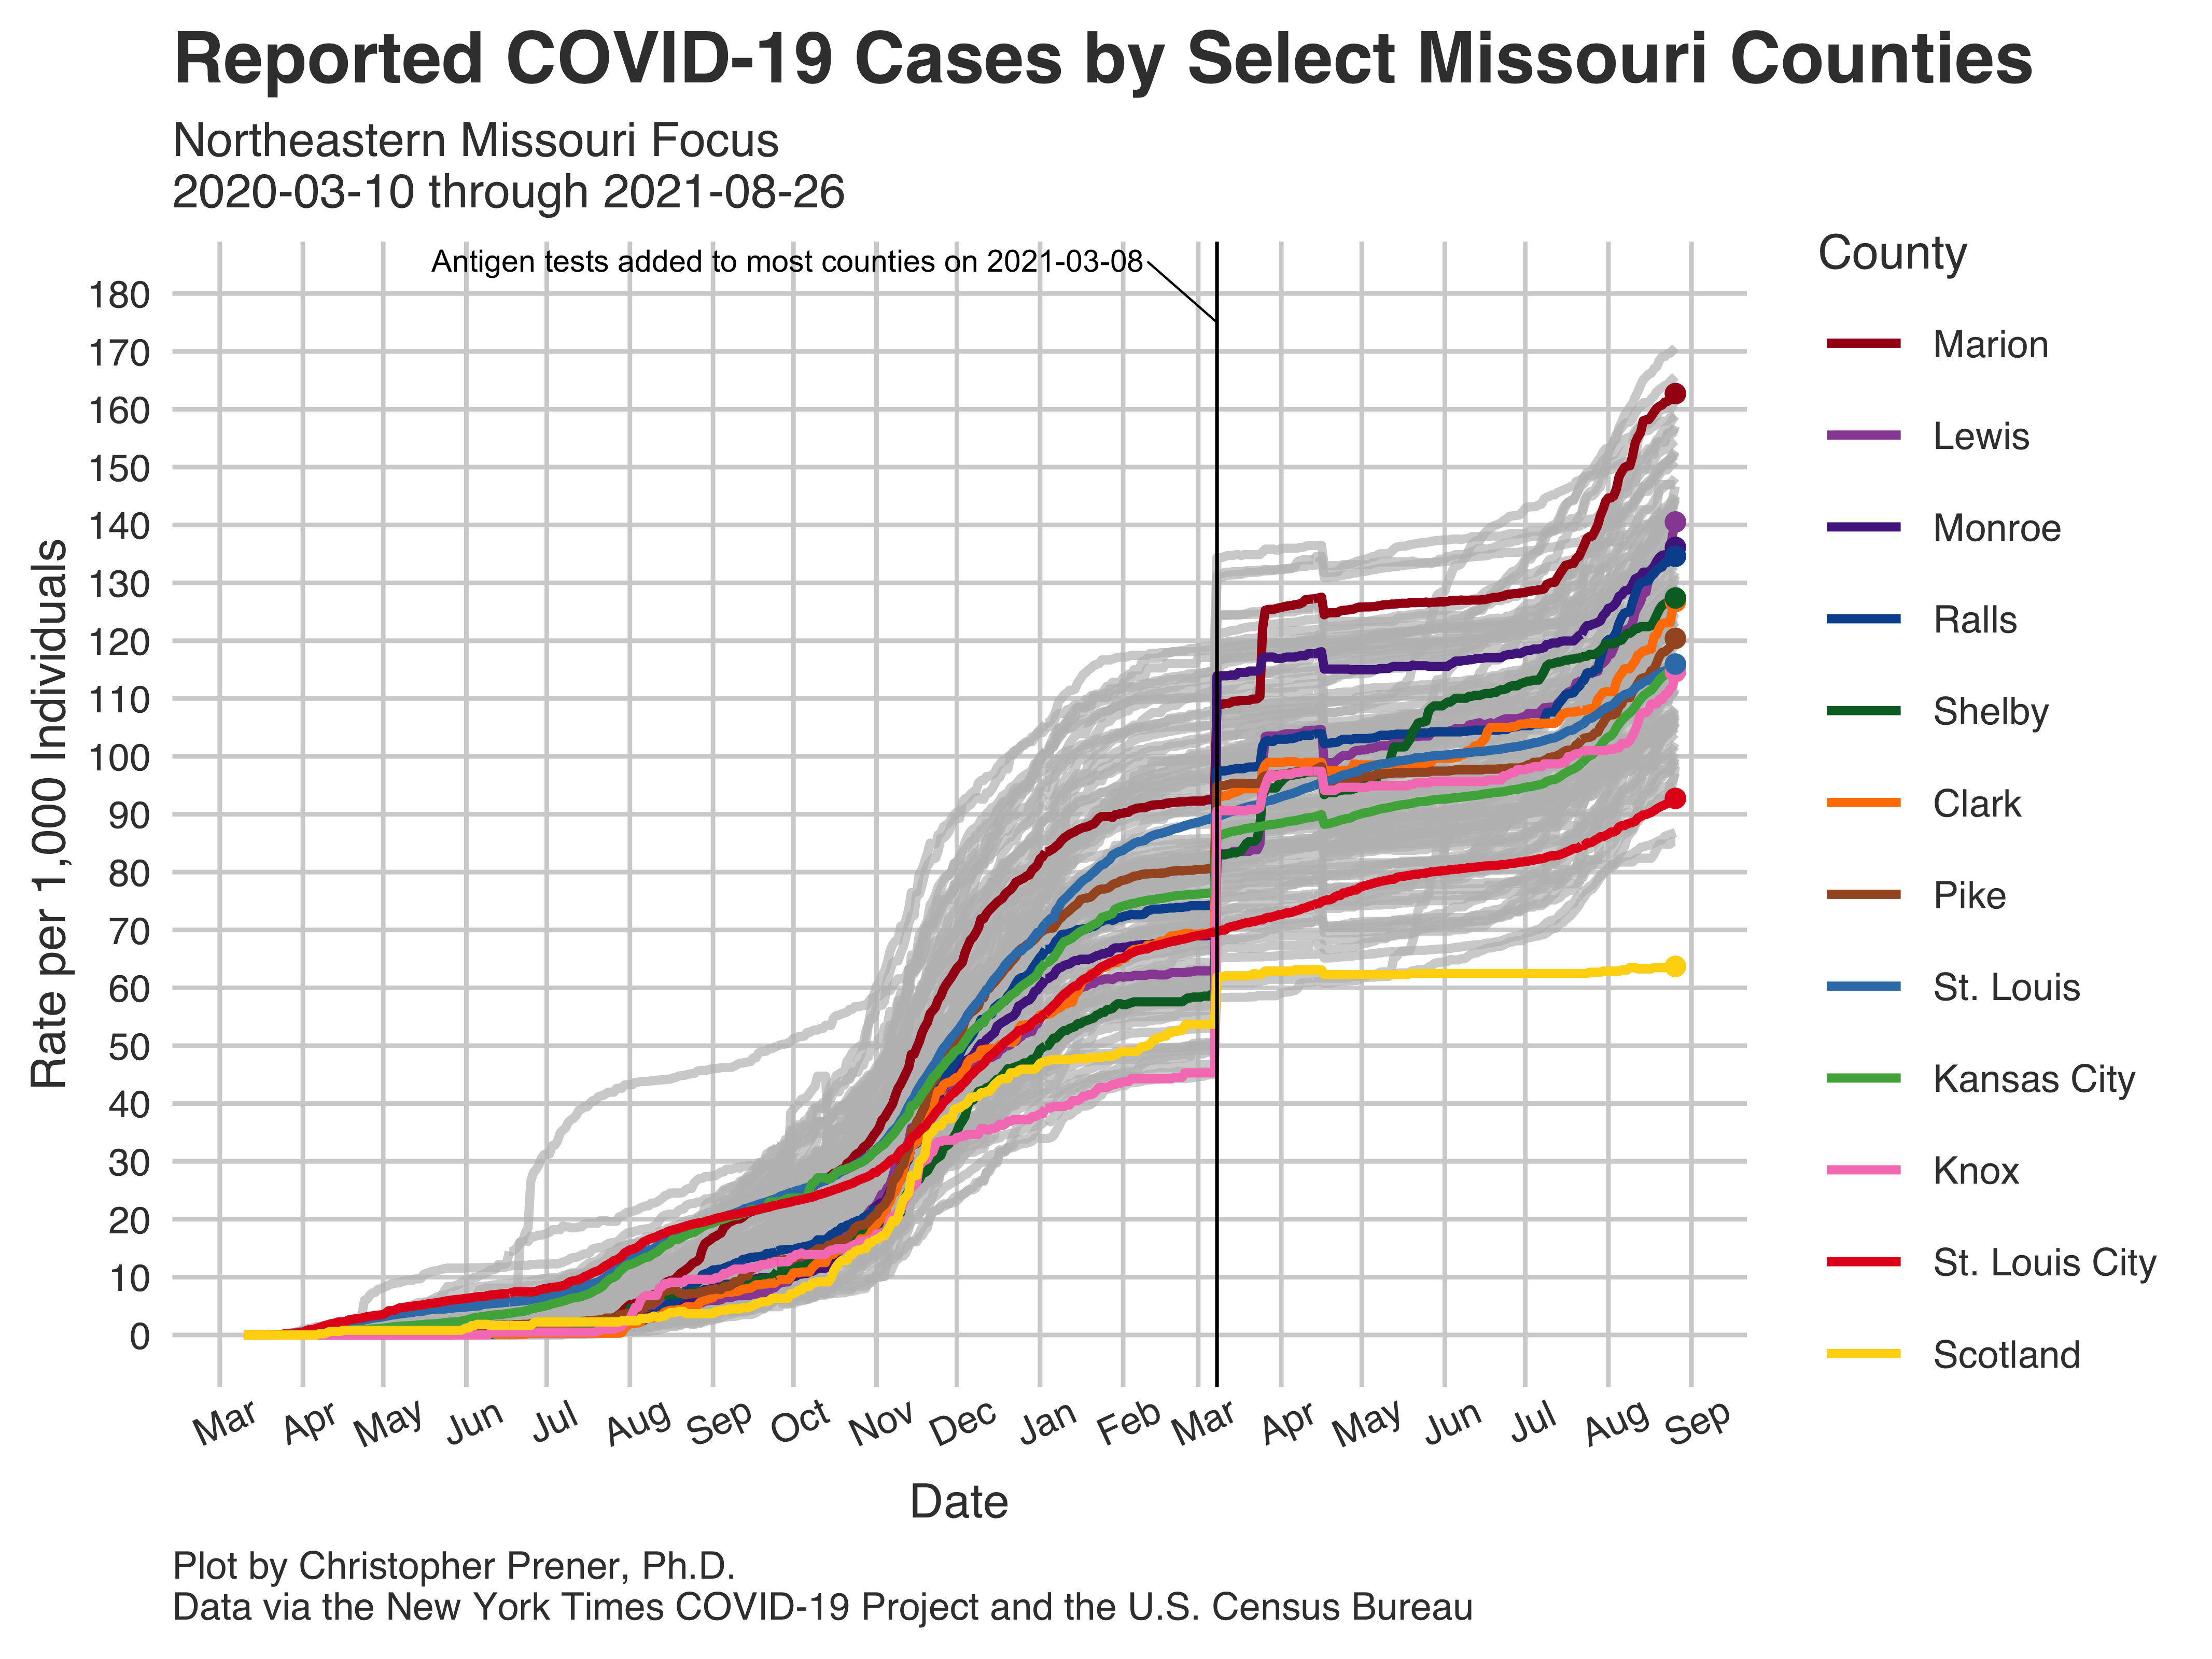 Reported COVID-19 Cases by Select Missouri Counties
Northeastern Missouri Focus
2020-03-10 through 2021-08-26
Antigen tests added to most counties on 2021-03-08
Rate per 1,000 Individuals
180
170
160
150
140
130
120
110
100
90
80
70
60
50
40
30
20
10
0
Mar Apr May Jun Jul Aug Sep Oct Nov Dec Jan Feb Mar Apr May Jun Jul Aug Sep
Date
County
Marion
Lewis
Monroe
Ralls
Shelby
Clark
Pike
St. Louis
Kansas City
Knox
St. Louis City
Scotland
Plot by Christopher Prener, Ph.D.
Data via the New York Times COVID-19 Project and the U.S. Census Bureau